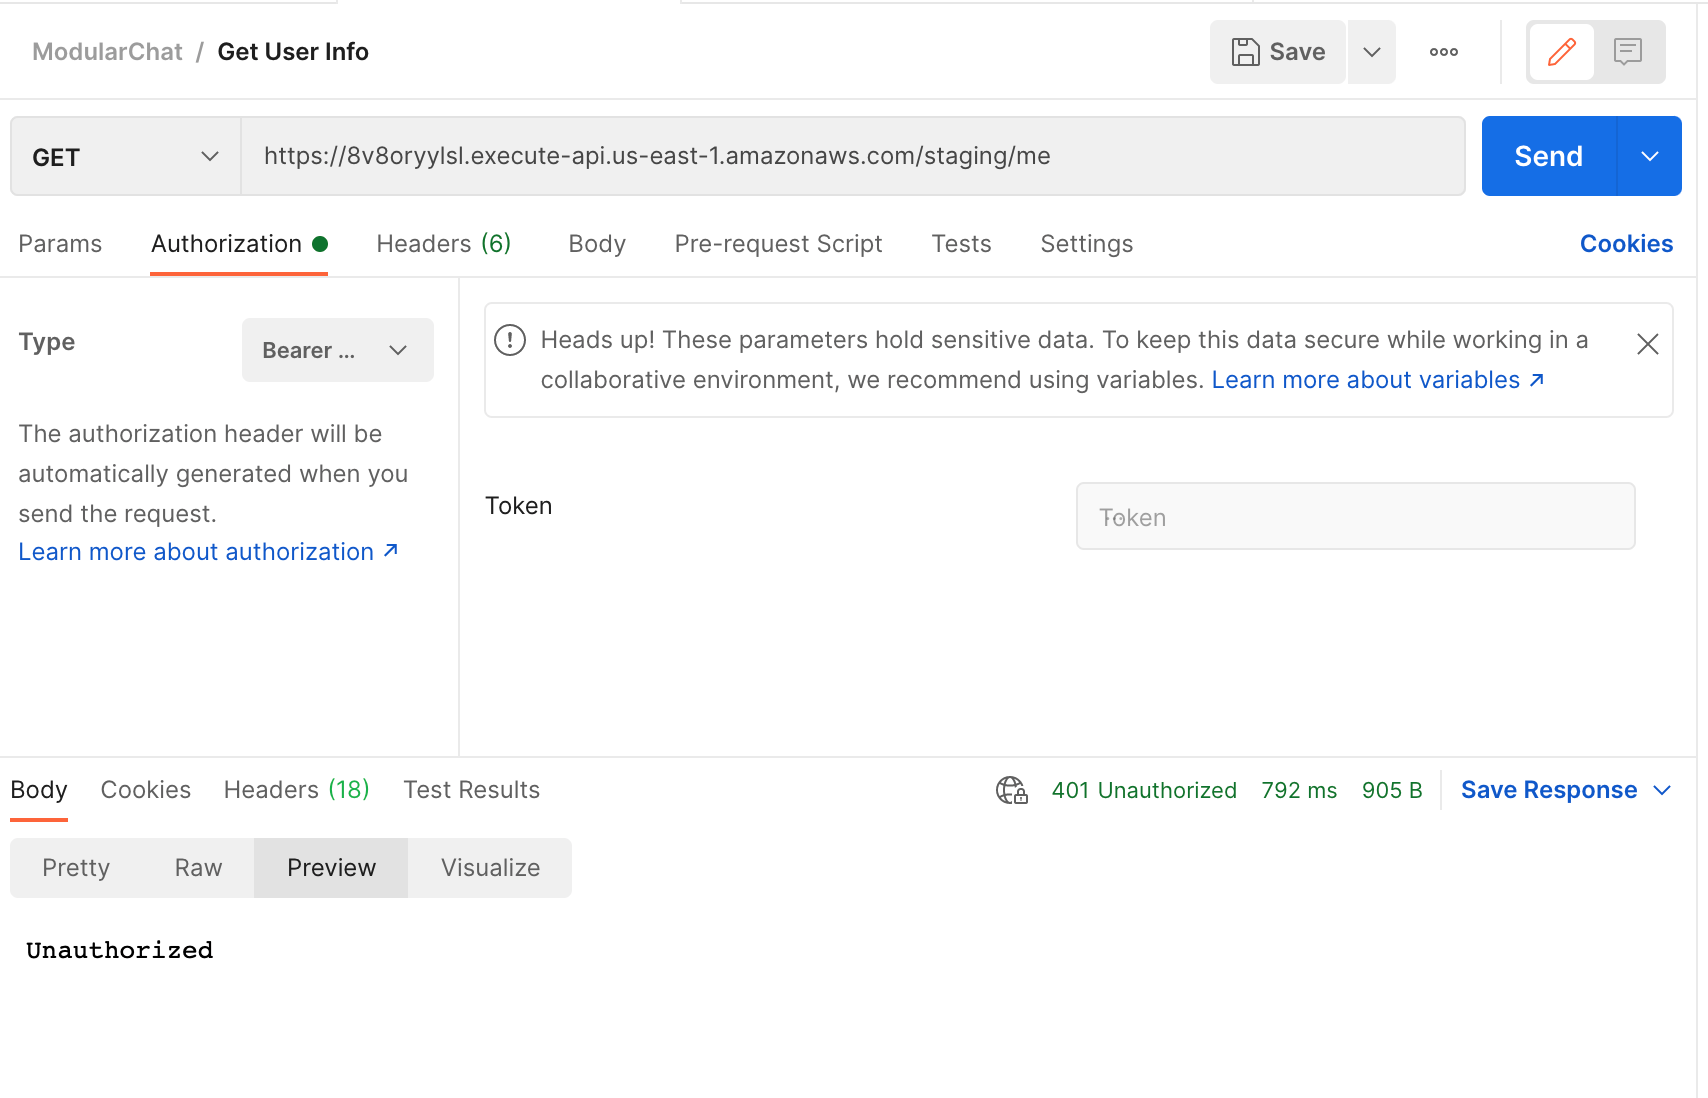 ModularChat / Get User Info
Save
GET
https://8v8oryylsl.execute-api.us-east-1.amazonaws.com/staging/me
Send
Params
Authorization
Headers (6)
Body
Pre-request Script
Tests
Settings
Cookies
Type
Bearer ...
The authorization header will be
automatically generated when you
send the request.
Learn more about authorization ↗
Heads up! These parameters hold sensitive data. To keep this data secure while working in a
collaborative environment, we recommend using variables. Learn more about variables ↗
Token
Token
Body
Cookies
Headers (18)
Test Results
401 Unauthorized
792 ms
905 B
Save Response
Pretty
Raw
Preview
Visualize
Unauthorized